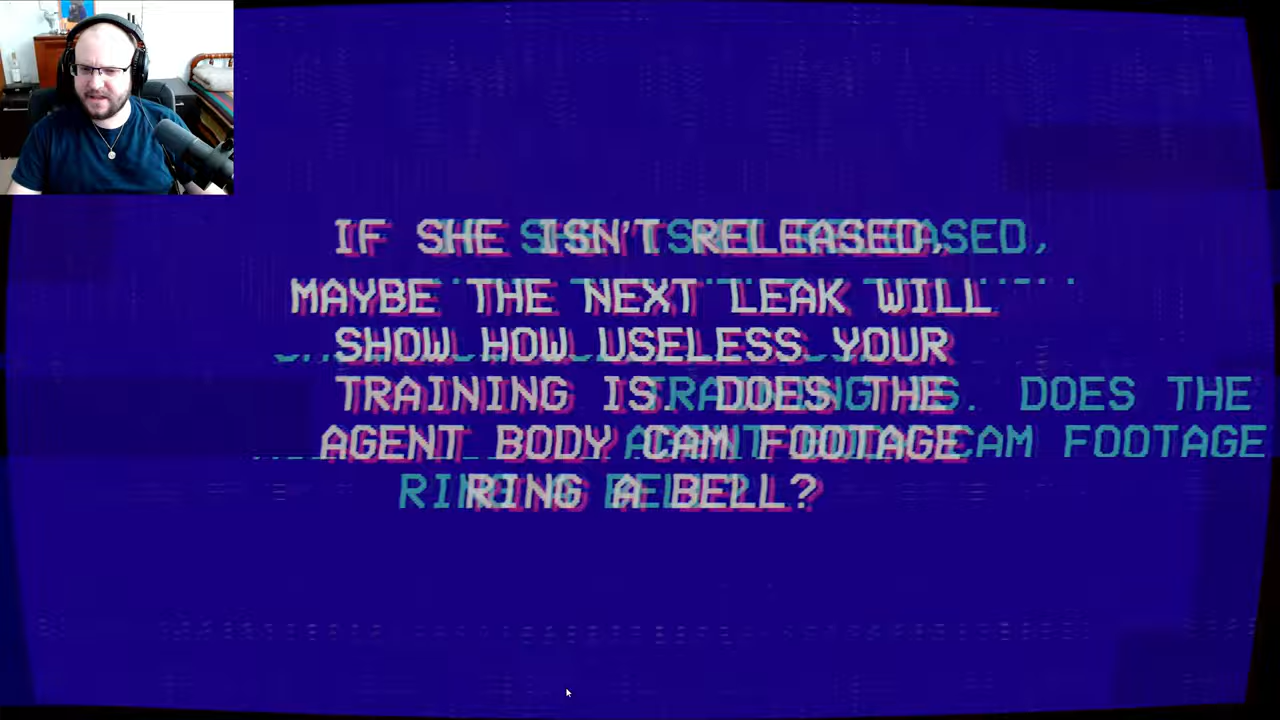 IF SHE ISN'T RELEASED,
MAYBE THE NEXT LEAK WILL
SHOW HOW USELESS YOUR
TRAINING IS. DOES THE
AGENT BODY CAM FOOTAGE
RING A BELL?